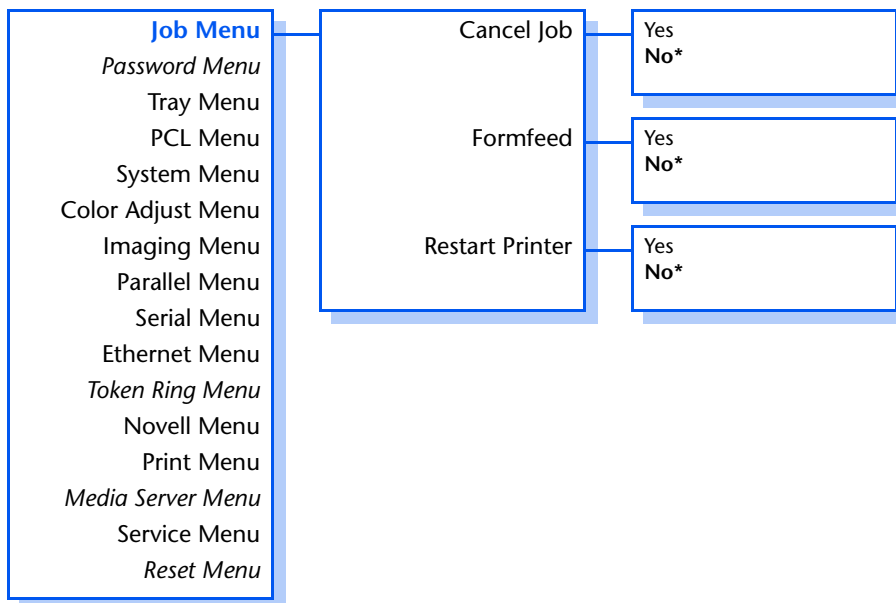 Job Menu
Password Menu
Tray Menu
PCL Menu
System Menu
Color Adjust Menu
Imaging Menu
Parallel Menu
Serial Menu
Ethernet Menu
Token Ring Menu
Novell Menu
Print Menu
Media Server Menu
Service Menu
Reset Menu
Cancel Job
Yes
No*
Formfeed
Yes
No*
Restart Printer
Yes
No*